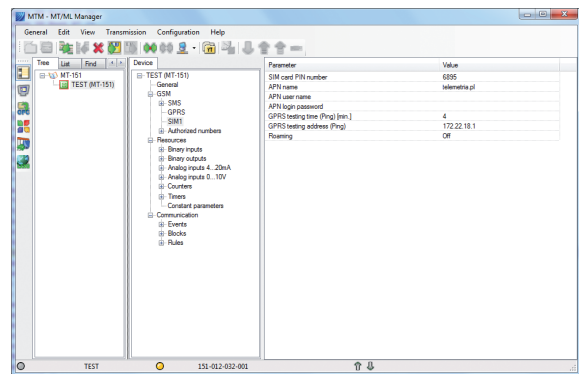 MTM - MT/ML Manager
General Edit View Transmission Configuration Help
Tree List Find
MT-151
TEST (MT-151)
Device
TEST (MT-151)
General
GSM
SMS
GPRS
SIM1
Authorized numbers
Resources
Binary inputs
Binary outputs
Analog inputs 4...20mA
Analog inputs 0...10V
Counters
Timers
Constant parameters
Communication
Events
Blocks
Rules
Parameter Value
SIM card PIN number 6895
APN name telemetria.pl
APN user name
APN login password
GPRS testing time (Ping) [min.] 4
GPRS testing address (Ping) 172.22.18.1
Roaming Off
TEST 151-012-032-001